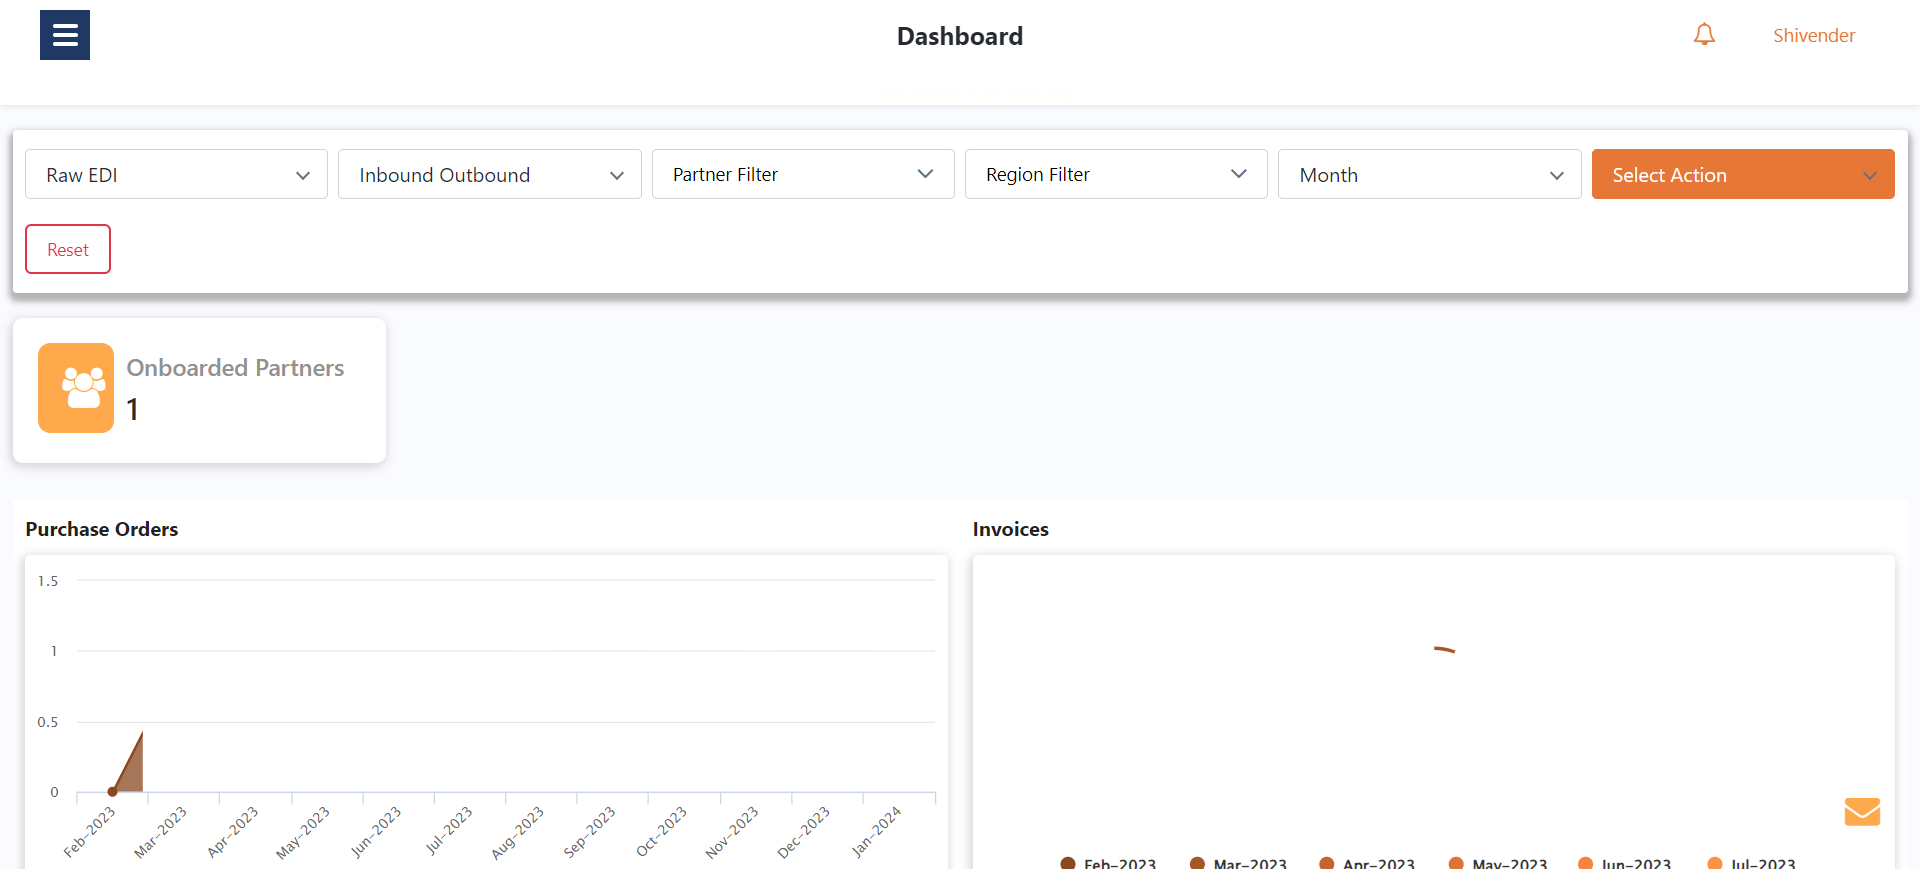 Dashboard
Shivender
Raw EDI
Inbound Outbound
Partner Filter
Region Filter
Month
Select Action
Reset
Onboarded Partners
1
Purchase Orders
1.5
1
0.5
0
Feb-2023
Mar-2023
Apr-2023
May-2023
Jun-2023
Jul-2023
Aug-2023
Sep-2023
Oct-2023
Nov-2023
Dec-2023
Jan-2024
Invoices
Feb-2023
Mar-2023
Apr-2023
May-2023
Jun-2023
Jul-2023